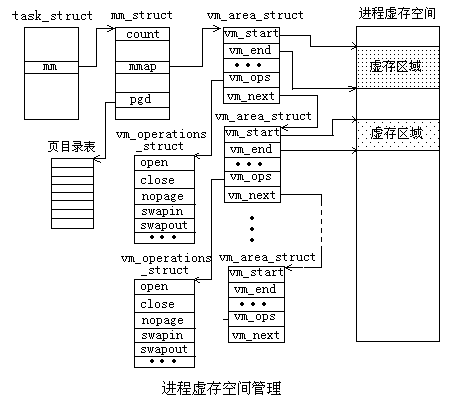 task_struct
mm
mm_struct
count
mmap
pgd
页目录表
vm_area_struct
vm_start
vm_end
•••
vm_ops
vm_next
vm_area_struct
vm_start
vm_end
•••
vm_ops
vm_next
vm_area_struct
vm_start
vm_end
•••
vm_ops
vm_next
vm_operations
_struct
open
close
nopage
swapin
swapout
•••
vm_operations
_struct
open
close
nopage
swapin
swapout
•••
进程虚存空间
虚存区域
虚存区域
进程虚存空间管理